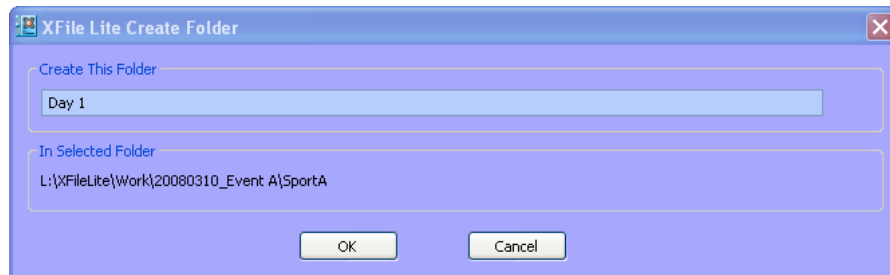 XFile Lite Create Folder
Create This Folder
Day 1
In Selected Folder
L:\XFileLite\Work\20080310_Event A\SportA
OK Cancel